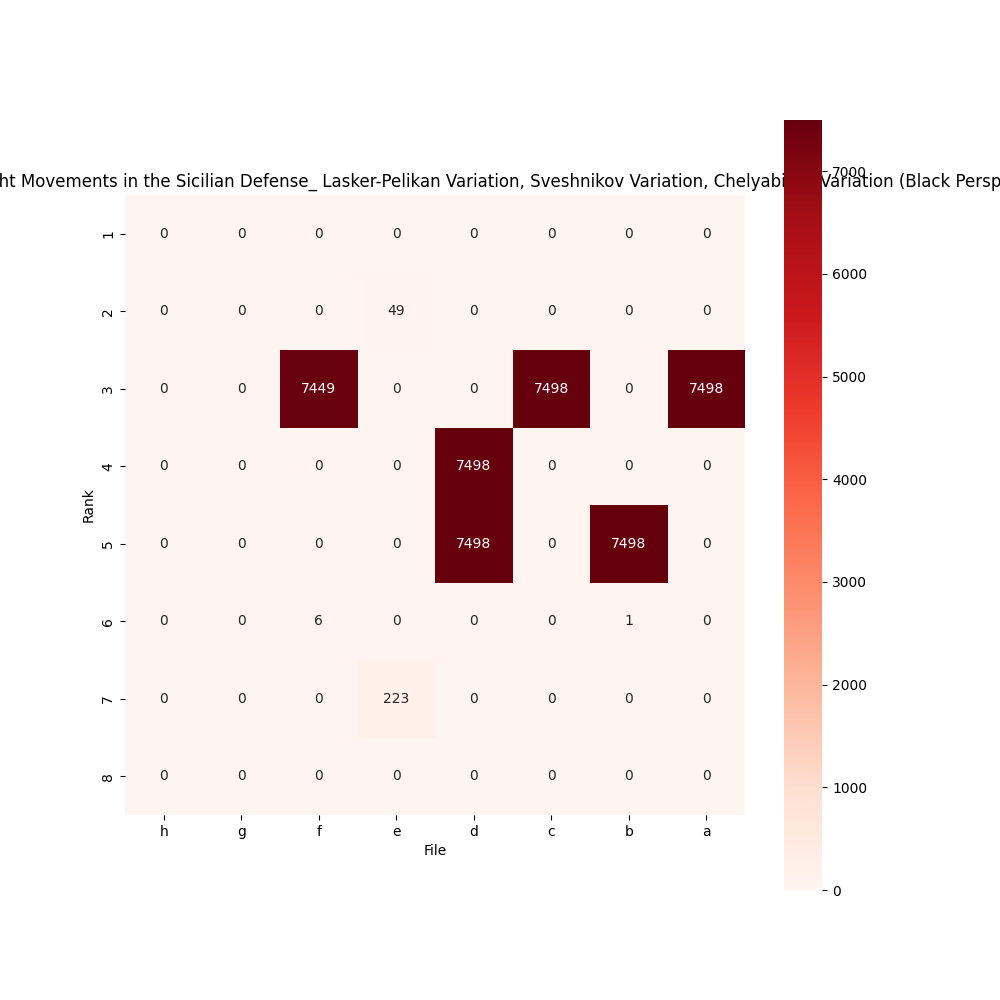 ht Movements in the Sicilian Defense_ Lasker-Pelikan Variation, Sveshnikov Variation, Variation (Black
7000
6000
5000
4000
3000
2000
1000
0
Rank
1 0 0 0 0 0 0 0 0
2 0 0 0 49 0 0 0 0
3 0 0 7449 0 0 7498 0 7498
4 0 0 0 0 7498 0 0 0
5 0 0 0 0 7498 0 7498 0
6 0 0 6 0 0 0 1 0
7 0 0 0 223 0 0 0 0
8 0 0 0 0 0 0 0 0
h g f e d c b a
File